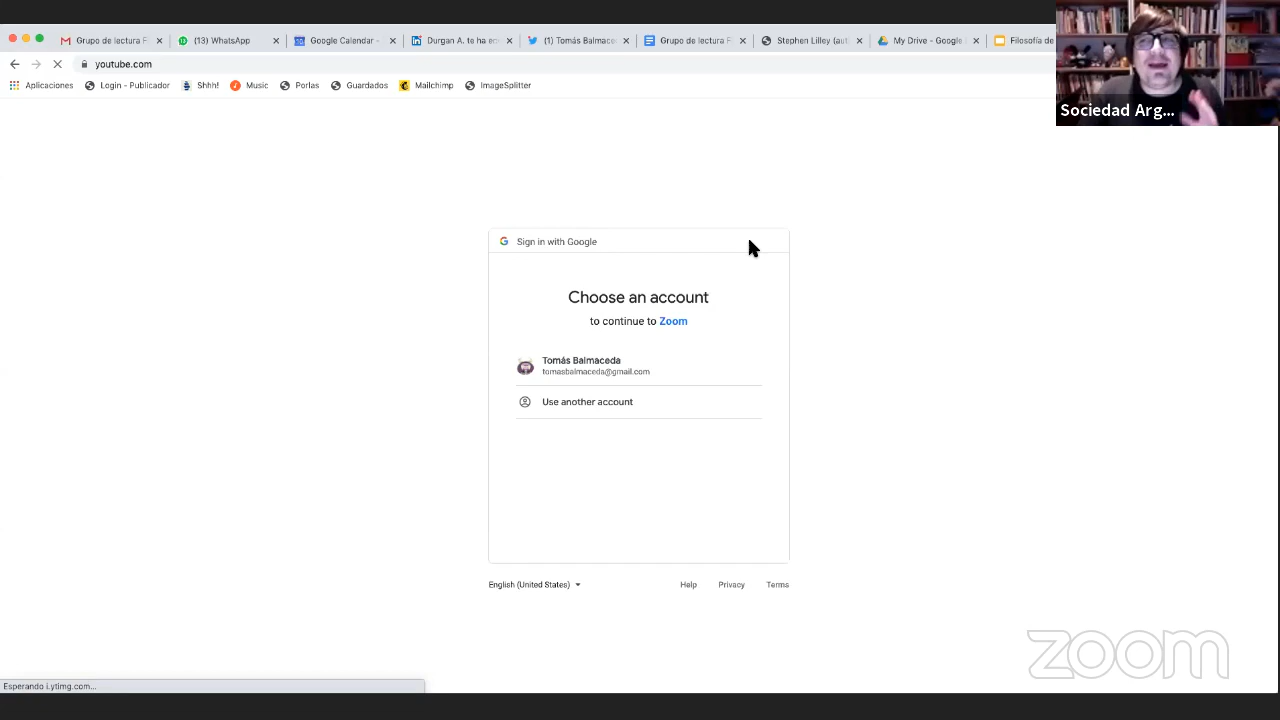 Grupo de lectura F
(13) WhatsApp
Google Calendar -
Durgan A. te ha en
(1) Tomás Balmace
Grupo de lectura F
Stephen Lilley (aut
My Drive - Google
Filosofía de
youtube.com
Aplicaciones
Login - Publicador
Shhh!
Music
Porlas
Guardados
Mailchimp
ImageSplitter
Sociedad Arg...
Sign in with Google
Choose an account
to continue to Zoom
Tomás Balmaceda
tomasbalmaceda@gmail.com
Use another account
English (United States)
Help
Privacy
Terms
zoom
Esperando i.ytimg.com...